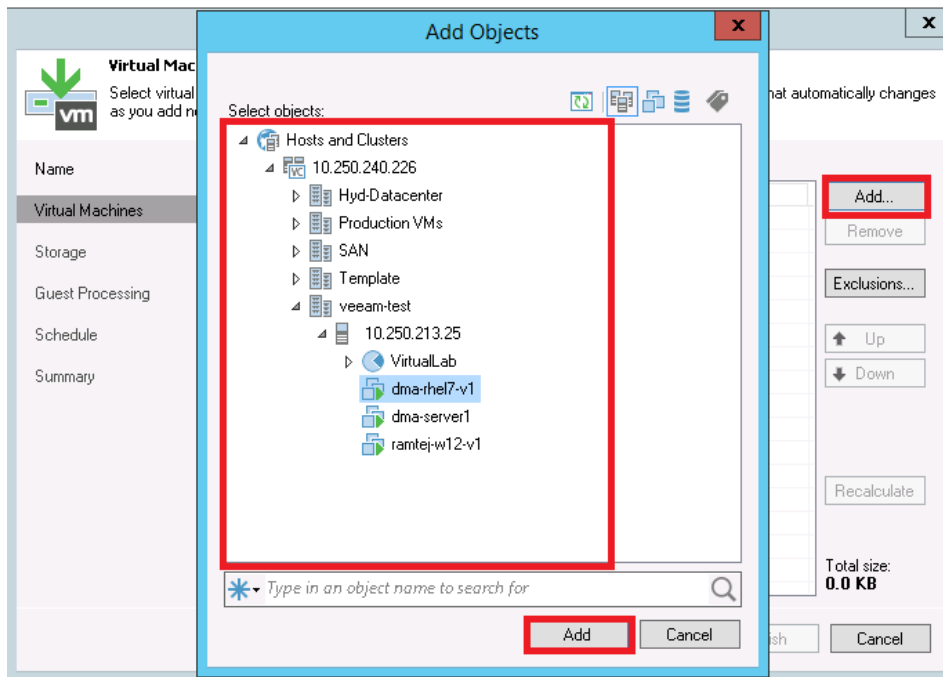 Add Objects
x
x
Virtual Mac
Select virtual
as you add
hat automatically changes
vm
Name
Virtual Machines
Storage
Guest Processing
Schedule
Summary
Select objects:
Hosts and Clusters
VC
10.250.240.226
Hyd-Datacenter
Production VMs
SAN
Template
veeam-test
10.250.213.25
VirtualLab
dma-rhel7-v1
dma-server1
ramtej-w12-v1
Type in an object name to search for
Add
Cancel
Add...
Remove
Exclusions...
Up
Down
Recalculate
Total size:
0.0 KB
ish
Cancel